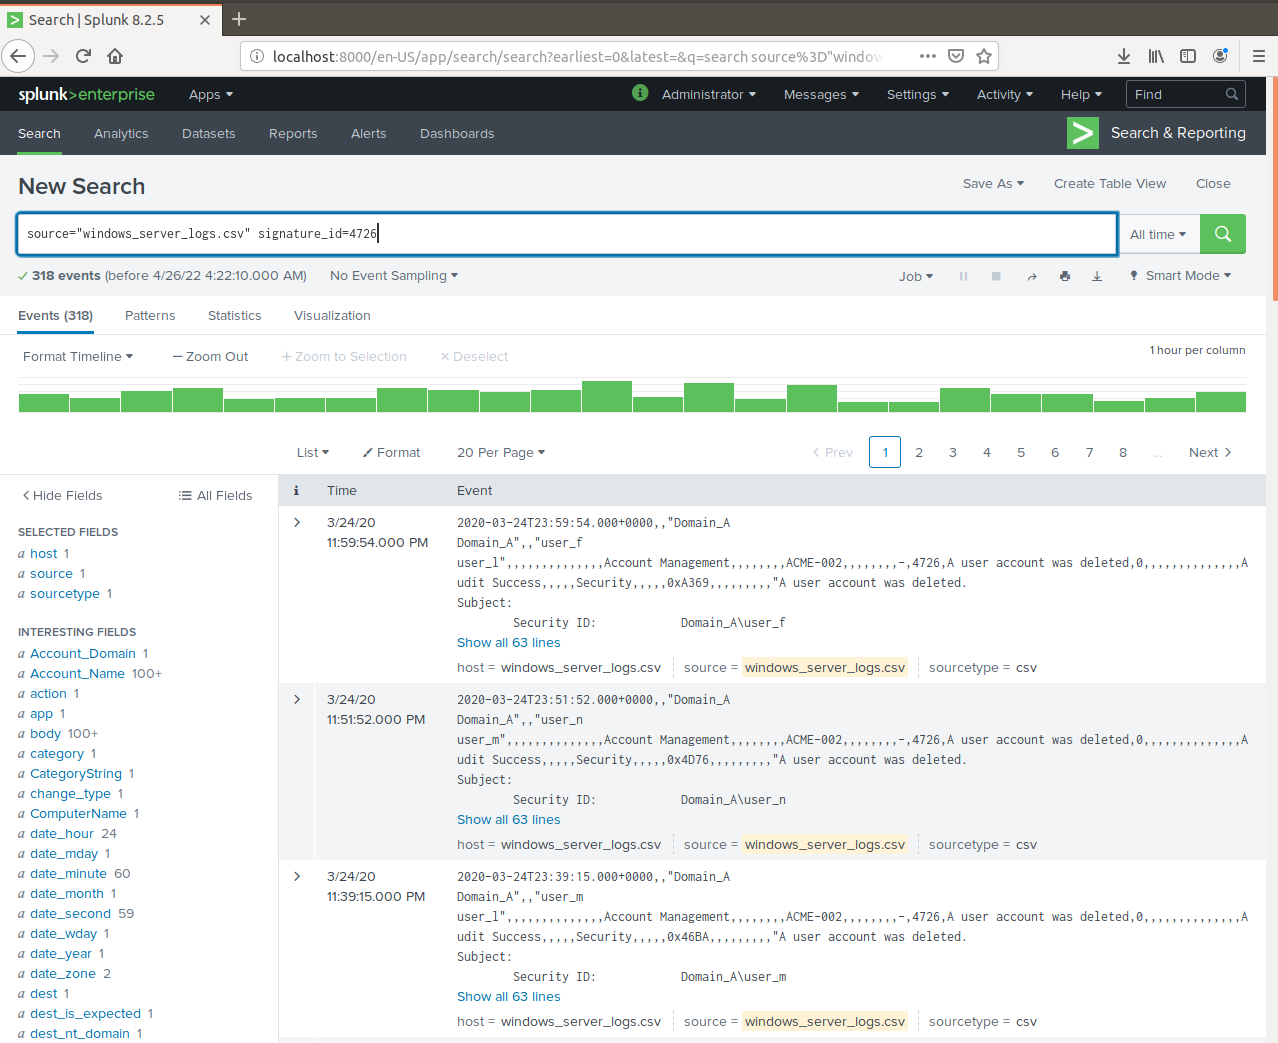 Search | Splunk 8.2.5
localhost:8000/en-US/app/search/search?earliest=0&latest=&q=search source%3D"windov
splunk>enterprise Apps Administrator Messages Settings Activity Help Find
Search Analytics Datasets Reports Alerts Dashboards Search & Reporting
New Search Save As Create Table View Close
source="windows_server_logs.csv" signature_id=4726 All time
318 events (before 4/26/22 4:22:10.000 AM) No Event Sampling Job Smart Mode
Events (318) Patterns Statistics Visualization
Format Timeline Zoom Out Zoom to Selection Deselect 1 hour per column
List Format 20 Per Page Prev 1 2 3 4 5 6 7 8 ... Next
Hide Fields All Fields
SELECTED FIELDS
a host 1
a source 1
a sourcetype 1
INTERESTING FIELDS
a Account_Domain 1
a Account_Name 100+
a action 1
a app 1
a body 100+
a category 1
a CategoryString 1
a change_type 1
a ComputerName 1
a date_hour 24
a date_mday 1
a date_minute 60
a date_month 1
a date_second 59
a date_wday 1
a date_year 1
a date_zone 2
a dest 1
a dest_is_expected 1
a dest_nt_domain 1
i Time Event
3/24/20
11:59:54.000 PM
2020-03-24T23:59:54.000+0000,,"Domain_A
Domain_A",,"user_f
user_l",,,,,,,,,,,,,,Account Management,,,,,,,,ACME-002,,,,,,,,-,4726,A user account was deleted,0,,,,,,,,,,,,,,A
udit Success,,,,,Security,,,,,0xA369,,,,,,,,,"A user account was deleted.
Subject:
Security ID: Domain_A\user_f
Show all 63 lines
host = windows_server_logs.csv source = windows_server_logs.csv sourcetype = csv
3/24/20
11:51:52.000 PM
2020-03-24T23:51:52.000+0000,,"Domain_A
Domain_A",,"user_n
user_m",,,,,,,,,,,,,,Account Management,,,,,,,,ACME-002,,,,,,,,-,4726,A user account was deleted,0,,,,,,,,,,,,,,A
udit Success,,,,,Security,,,,,0x4D76,,,,,,,,,"A user account was deleted.
Subject:
Security ID: Domain_A\user_n
Show all 63 lines
host = windows_server_logs.csv source = windows_server_logs.csv sourcetype = csv
3/24/20
11:39:15.000 PM
2020-03-24T23:39:15.000+0000,,"Domain_A
Domain_A",,"user_m
user_l",,,,,,,,,,,,,,Account Management,,,,,,,,ACME-002,,,,,,,,-,4726,A user account was deleted,0,,,,,,,,,,,,,,A
udit Success,,,,,Security,,,,,0x46BA,,,,,,,,,"A user account was deleted.
Subject:
Security ID: Domain_A\user_m
Show all 63 lines
host = windows_server_logs.csv source = windows_server_logs.csv sourcetype = csv